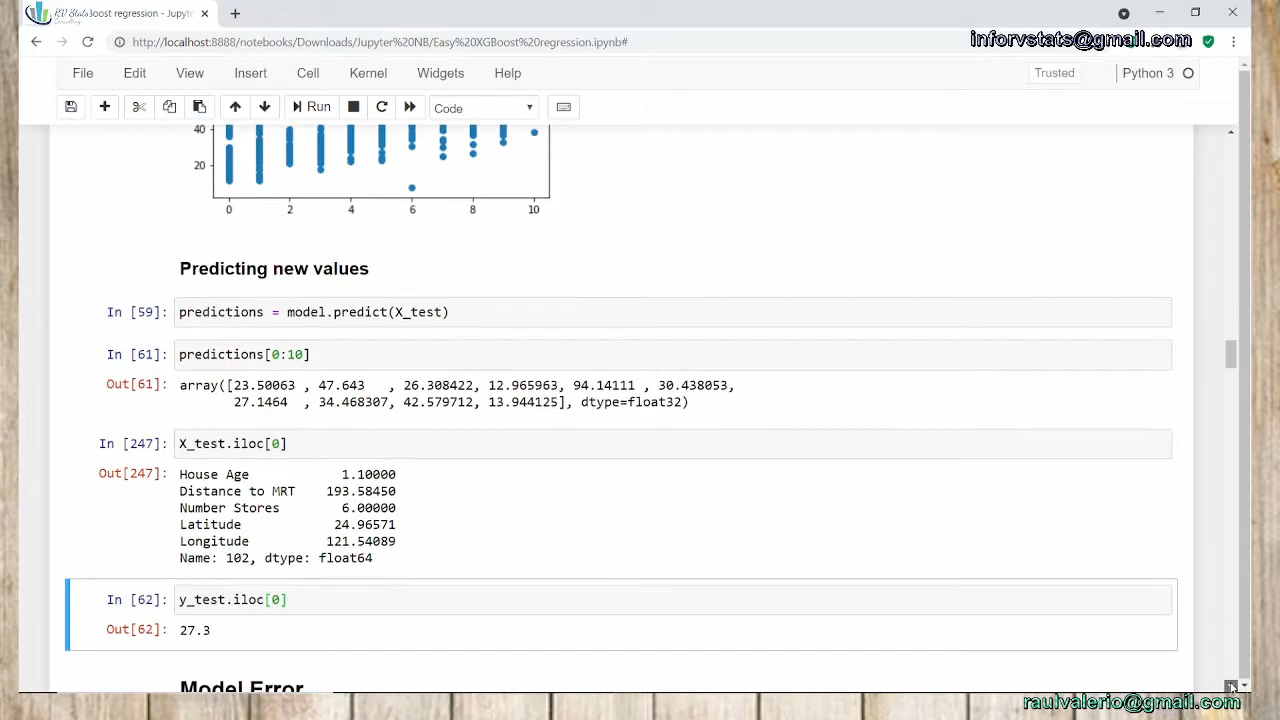 RV Stats
Consulting
oost regression - Jupyte
http://localhost:8888/notebooks/Downloads/Jupyter%20NB/Easy%20XGBoost%20regression.ipynb#
inforvstats@gmail.com
File Edit View Insert Cell Kernel Widgets Help
Trusted
Python 3
Run
Code
40
20
0 2 4 6 8 10
Predicting new values
In [59]: predictions = model.predict(X_test)
In [61]: predictions[0:10]
Out[61]: array([23.50063 , 47.643   , 26.308422, 12.965963, 94.14111 , 30.438053,
27.1464  , 34.468307, 42.579712, 13.944125], dtype=float32)
In [247]: X_test.iloc[0]
Out[247]: House Age 1.10000
Distance to MRT 193.58450
Number Stores 6.00000
Latitude 24.96571
Longitude 121.54089
Name: 102, dtype: float64
In [62]: y_test.iloc[0]
Out[62]: 27.3
Model Error
raulvalerio@gmail.com